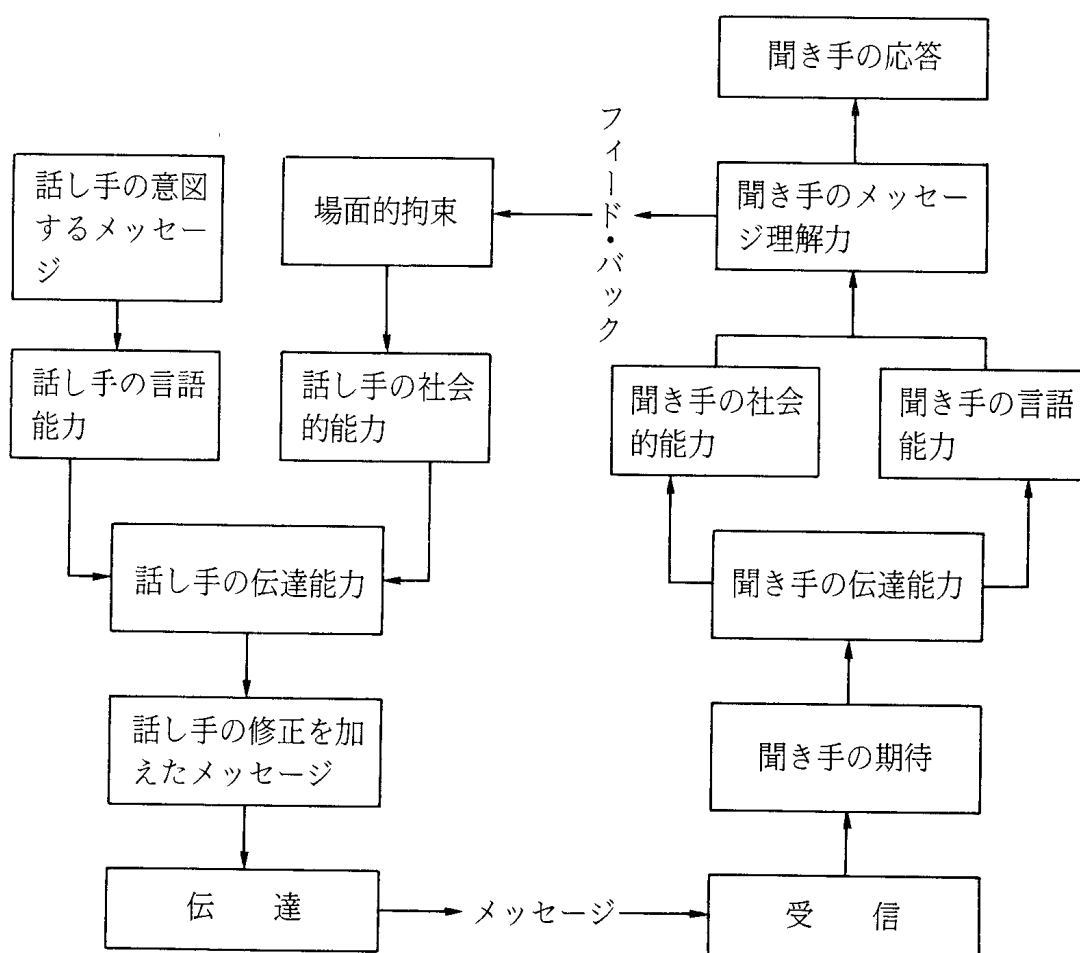 聞き手の応答
フィード・バック
話し手の意図
するメッセー
ジ
場面的拘束
聞き手のメッセー
ジ理解力
話し手の言語
能力
話し手の社会
的能力
聞き手の社会
的能力
聞き手の言語
能力
話し手の伝達能力
聞き手の伝達能力
話し手の修正を加
えたメッセージ
聞き手の期待
伝　達
メッセージ
受　信